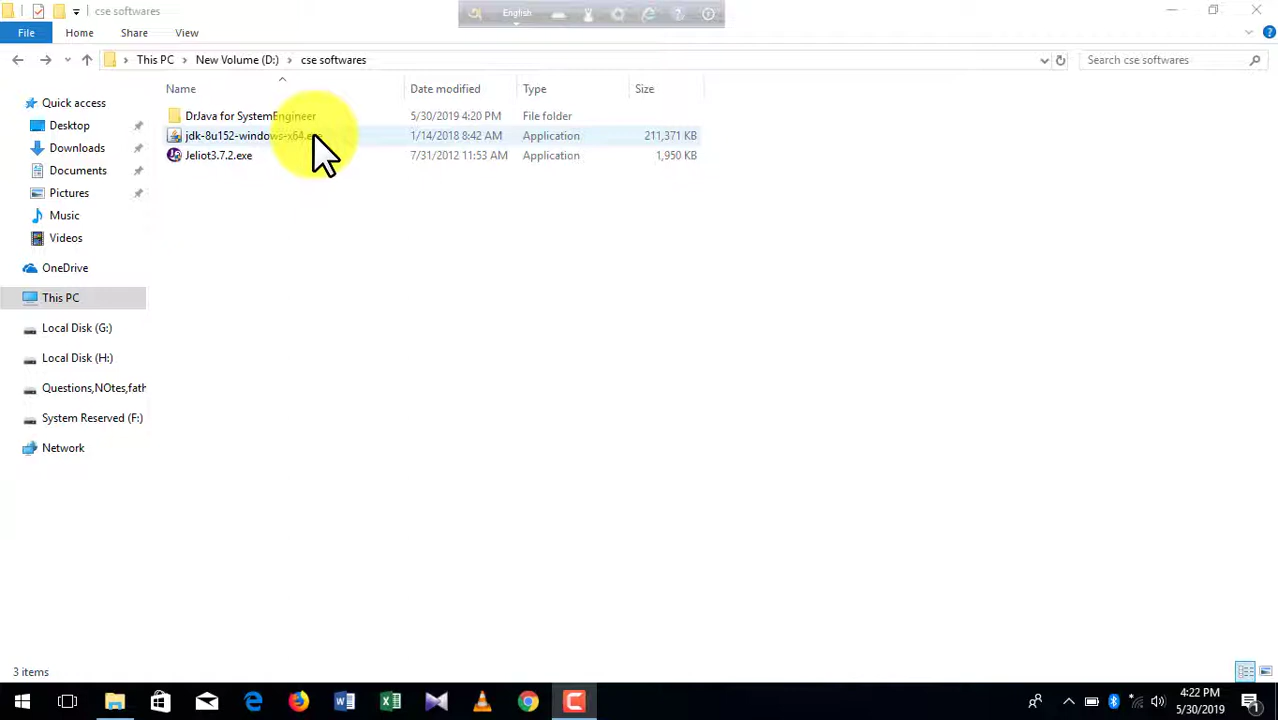 cse softwares
English
File Home Share View
This PC New Volume (D:) cse softwares
Search cse softwares
Name Date modified Type Size
Quick access
Desktop
Downloads
Documents
Pictures
Music
Videos
OneDrive
This PC
Local Disk (G:)
Local Disk (H:)
Questions,NOtes,fath
System Reserved (F:)
Network
DrJava for SystemEngineer 5/30/2019 4:20 PM File folder
jdk-8u152-windows-x64.exe 1/14/2018 8:42 AM Application 211,371 KB
Jeliot3.7.2.exe 7/31/2012 11:53 AM Application 1,950 KB
3 items
4:22 PM
5/30/2019